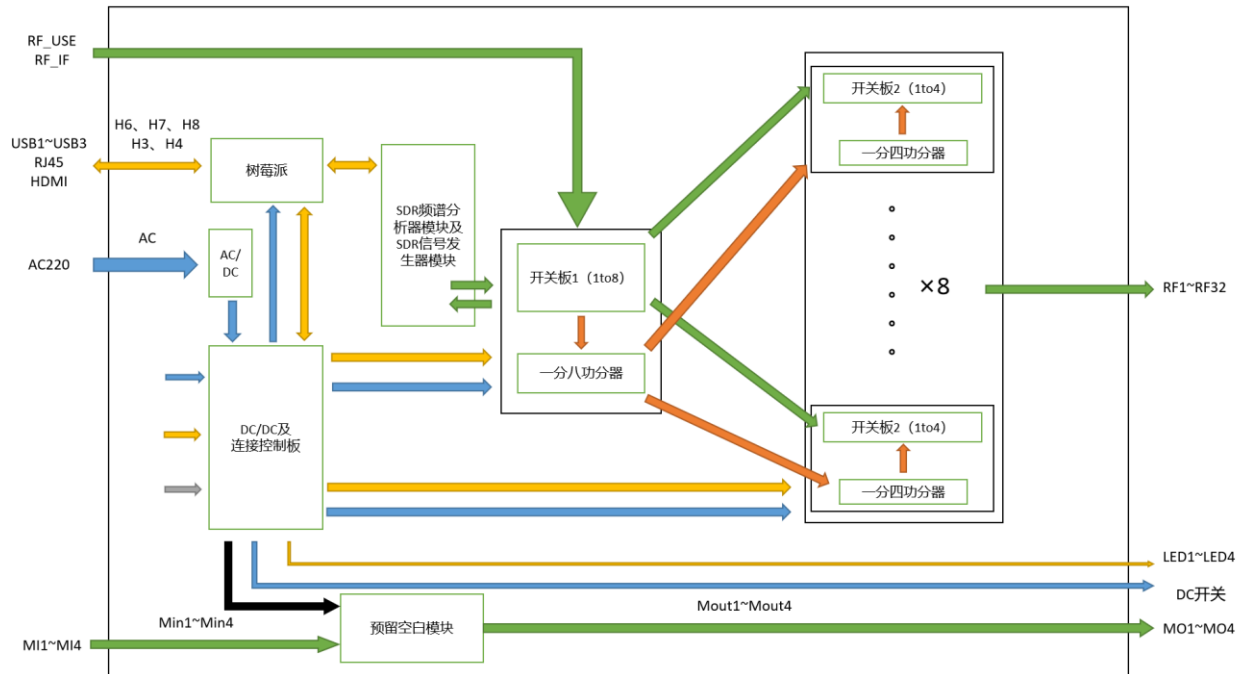 RF_USE
RF_IF
开关板2（1to4）
H6、H7、H8
H3、H4
USB1~USB3
RJ45
HDMI
树莓派
一分四功分器
SDR频谱分
析器模块及
SDR信号发
生器模块
AC
AC220
AC/
DC
开关板1（1to8）
×8
RF1~RF32
一分八功分器
DC/DC及
连接控制板
开关板2（1to4）
一分四功分器
LED1~LED4
DC开关
Min1~Min4
Mout1~Mout4
预留空白模块
MI1~MI4
MO1~MO4